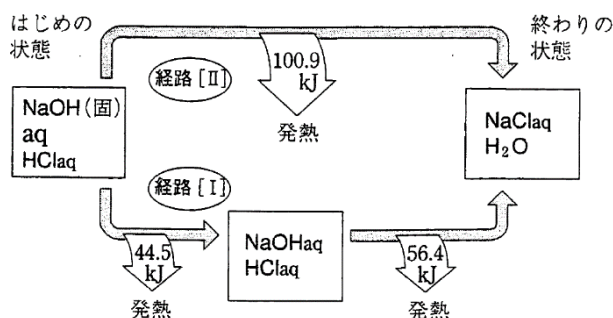 はじめの
状態
終わりの
状態
経路[Ⅱ]
100.9
kJ
発熱
NaOH(固)
aq
HClaq
NaClaq
H₂O
経路[Ⅰ]
44.5
kJ
発熱
NaOHaq
HClaq
56.4
kJ
発熱